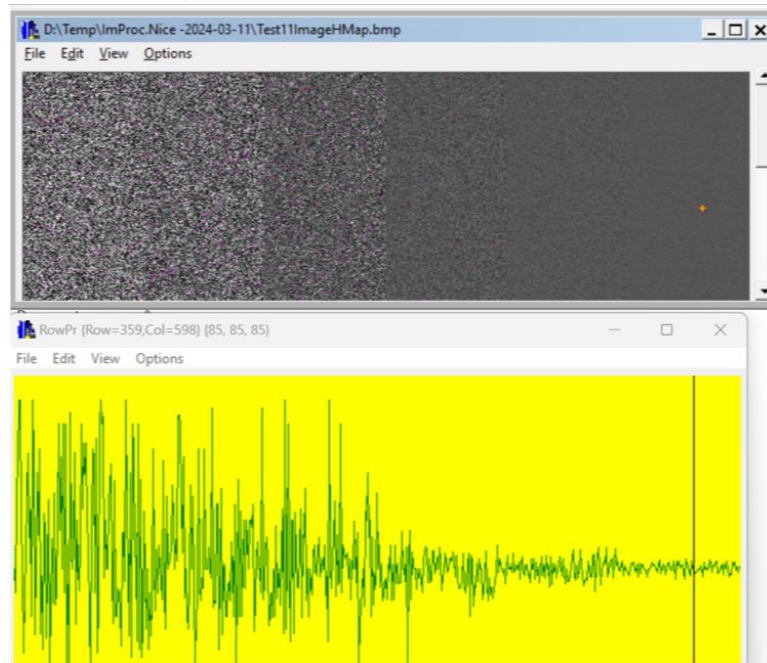 D:\Temp\ImProc.Nice -2024-03-11\Test11ImageHMap.bmp
File Edit View Options
RowPr (Row=359,Col=598) (85, 85, 85)
File Edit View Options